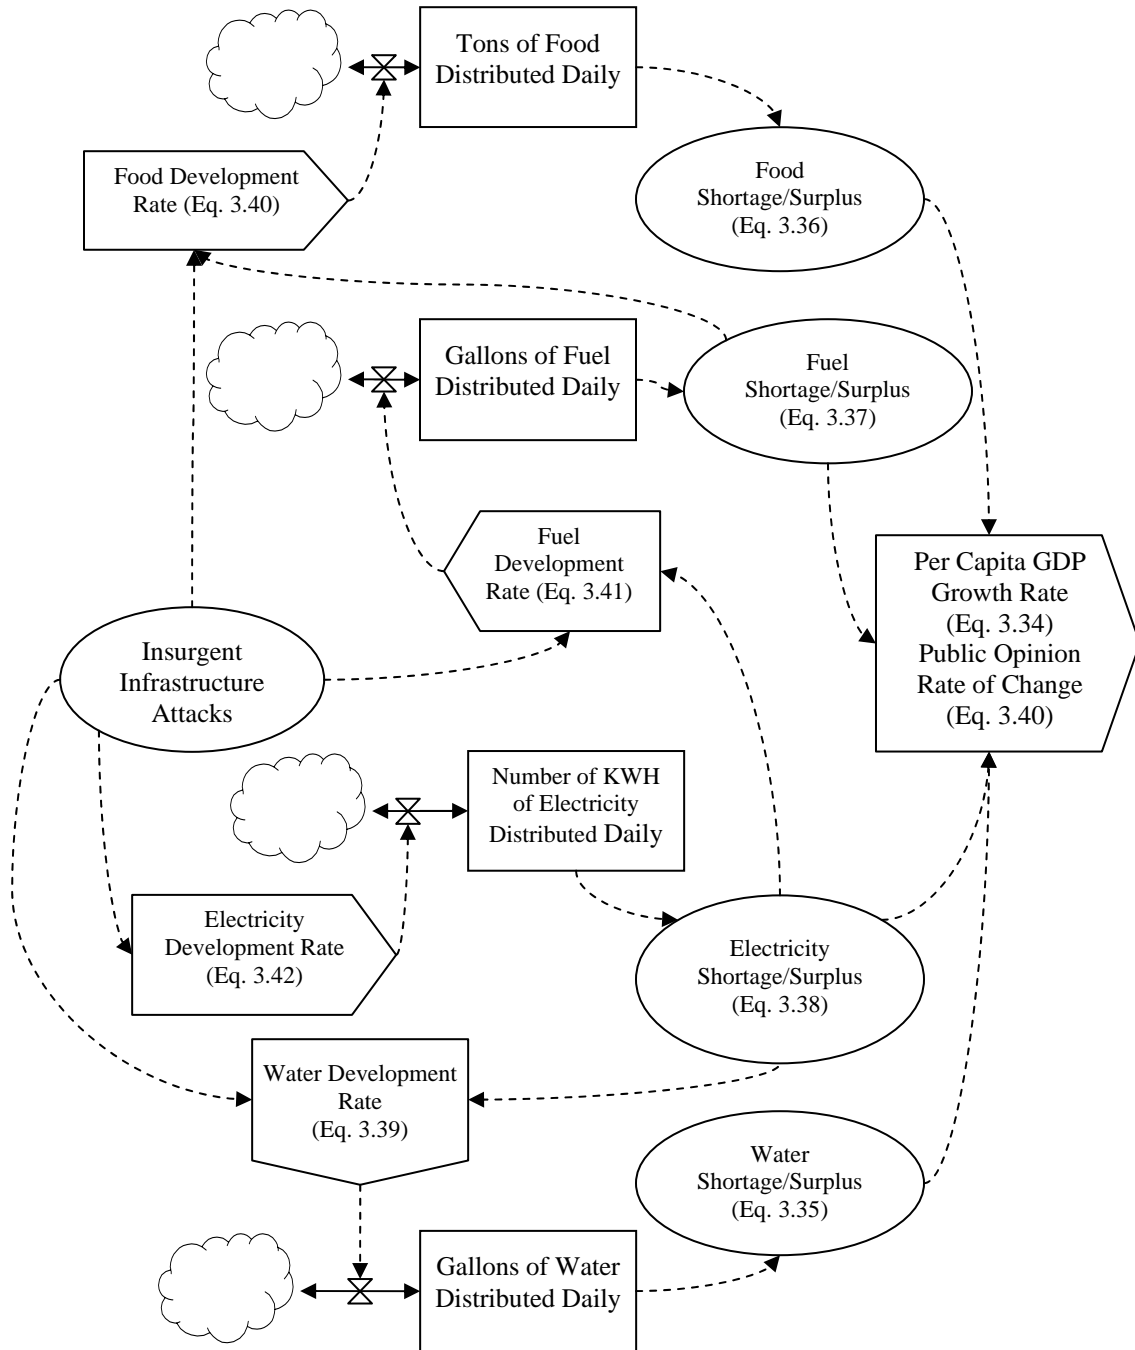 Tons of Food
Distributed Daily
Food
Shortage/Surplus
(Eq. 3.36)
Food Development
Rate (Eq. 3.40)
Gallons of Fuel
Distributed Daily
Fuel
Shortage/Surplus
(Eq. 3.37)
Fuel
Development
Rate (Eq. 3.41)
Per Capita GDP
Growth Rate
(Eq. 3.34)
Public Opinion
Rate of Change
(Eq. 3.40)
Insurgent
Infrastructure
Attacks
Number of KWH
of Electricity
Distributed Daily
Electricity
Development Rate
(Eq. 3.42)
Electricity
Shortage/Surplus
(Eq. 3.38)
Water Development
Rate
(Eq. 3.39)
Water
Shortage/Surplus
(Eq. 3.35)
Gallons of Water
Distributed Daily